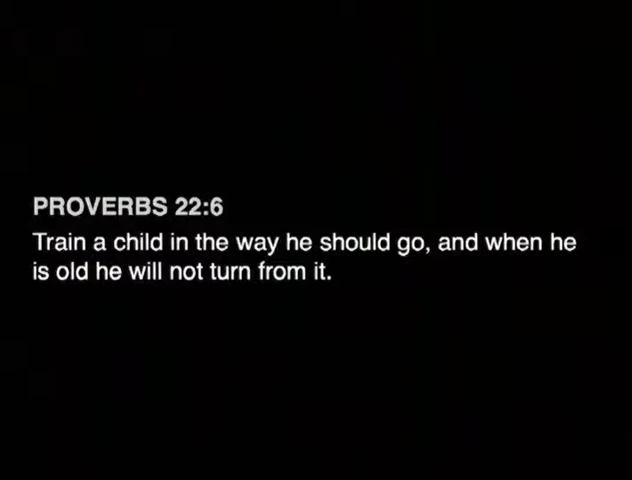 PROVERBS 22:6
Train a child in the way he should go, and when he
is old he will not turn from it.